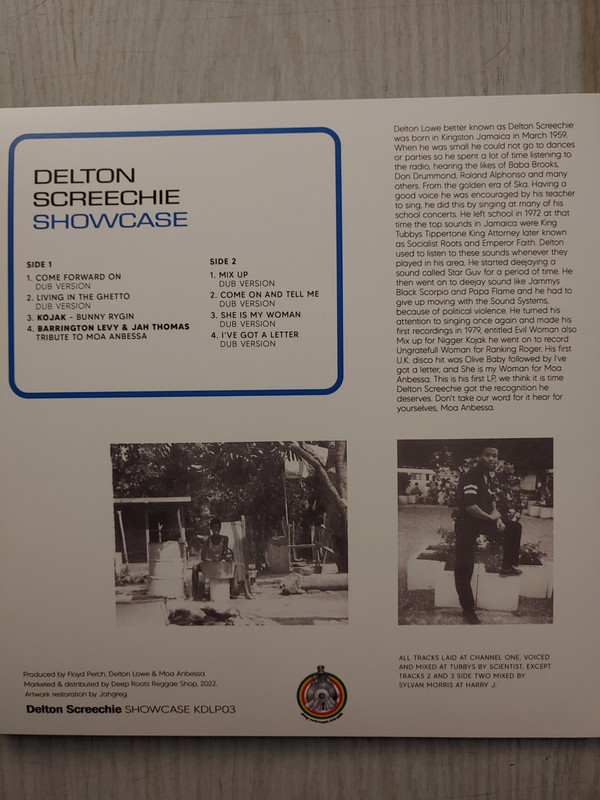 DELTON
SCREECHIE
SHOWCASE
SIDE 1
1. COME FORWARD ON
DUB VERSION
2. LIVING IN THE GHETTO
DUB VERSION
3. KOJAK - BUNNY RYGIN
4. BARRINGTON LEVY & JAH THOMAS
TRIBUTE TO MOA ANBESSA
SIDE 2
1. MIX UP
DUB VERSION
2. COME ON AND TELL ME
DUB VERSION
3. SHE IS MY WOMAN
DUB VERSION
4. I'VE GOT A LETTER
DUB VERSION
Delton Lowe better known as Delton Screechie
was born in Kingston Jamaica in March 1959.
When he was small he could not go to dances
or parties so he spent a lot of time listening to
the radio, hearing the likes of Baba Brooks,
Don Drummond, Roland Alphonso and many
others. From the golden era of Ska. Having a
good voice he was encouraged by his teacher
to sing, he did this by singing at many of his
school concerts. He left school in 1972 at that
time the top sounds in Jamaica were King
Tubbys Tippertone King Attorney later known
as Socialist Roots and Emperor Faith. Delton
used to listen to these sounds whenever they
played in his area. He started deejaying a
sound called Star Guv for a period of time. He
then went on to deejay sound like Jammys
Black Scorpio and Papa Flame and he had to
give up moving with the Sound Systems,
because of political violence. He turned his
attention to singing once again and made his
first recordings in 1979, entitled Evil Woman also
Mix up for Nigger Kojak he went on to record
Ungratefull Woman for Ranking Roger. His first
U.K. disco hit was Olive Baby followed by I've
got a letter, and She is my Woman for Moa
Anbessa. This is his first LP, we think it is time
Delton Screechie got the recognition he
deserves. Don't take our word for it hear for
yourselves, Moa Anbessa.
ALL TRACKS LAID AT CHANNEL ONE, VOICED
AND MIXED AT TUBBYS BY SCIENTIST, EXCEPT
TRACKS 2 AND 3 SIDE TWO MIXED BY
SYLVAN MORRIS AT HARRY J.
Produced by Floyd Perch, Delton Lowe & Moa Anbessa.
Marketed & distributed by Deep Roots Reggae Shop, 2022.
Artwork restoration by Jahgreg.
Delton Screechie SHOWCASE KDLP03